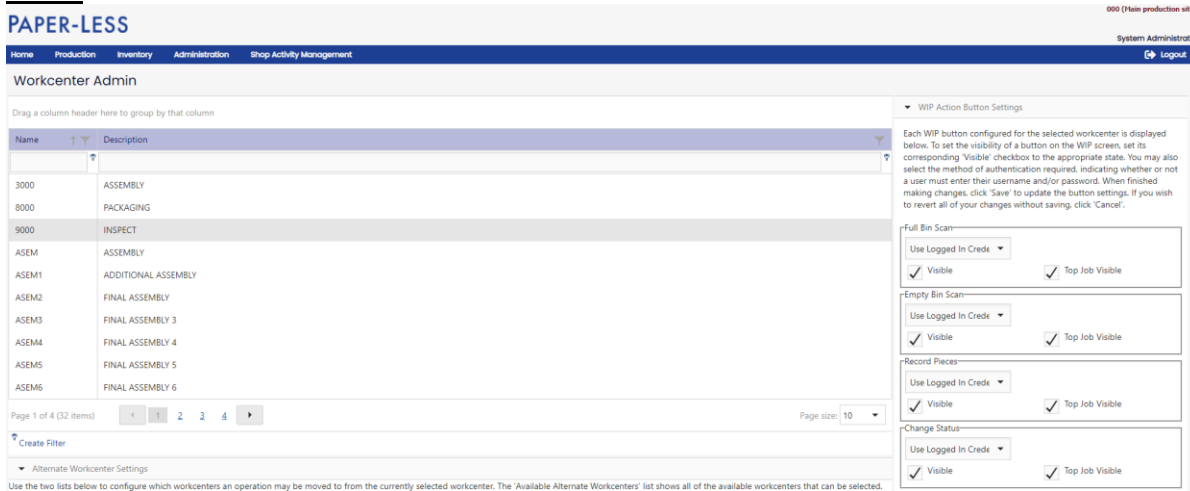 000 (Main production sit
PAPER-LESS
System Administrat
Home Production Inventory Administration Shop Activity Management Logout
Workcenter Admin
Drag a column header here to group by that column
Name Description
3000 ASSEMBLY
8000 PACKAGING
9000 INSPECT
ASEM ASSEMBLY
ASEM1 ADDITIONAL ASSEMBLY
ASEM2 FINAL ASSEMBLY
ASEM3 FINAL ASSEMBLY 3
ASEM4 FINAL ASSEMBLY 4
ASEM5 FINAL ASSEMBLY 5
ASEM6 FINAL ASSEMBLY 6
Page 1 of 4 (32 items) 1 2 3 4 Page size: 10
Create Filter
Alternate Workcenter Settings
Use the two lists below to configure which workcenters an operation may be moved to from the currently selected workcenter. The 'Available Alternate Workcenters' list shows all of the available workcenters that can be selected.
WIP Action Button Settings
Each WIP button configured for the selected workcenter is displayed
below. To set the visibility of a button on the WIP screen, set its
corresponding 'Visible' checkbox to the appropriate state. You may also
select the method of authentication required, indicating whether or not
a user must enter their username and/or password. When finished
making changes, click 'Save' to update the button settings. If you wish
to revert all of your changes without saving, click 'Cancel'.
Full Bin Scan
Use Logged In Crede
Visible Top Job Visible
Empty Bin Scan
Use Logged In Crede
Visible Top Job Visible
Record Pieces
Use Logged In Crede
Visible Top Job Visible
Change Status
Use Logged In Crede
Visible Top Job Visible